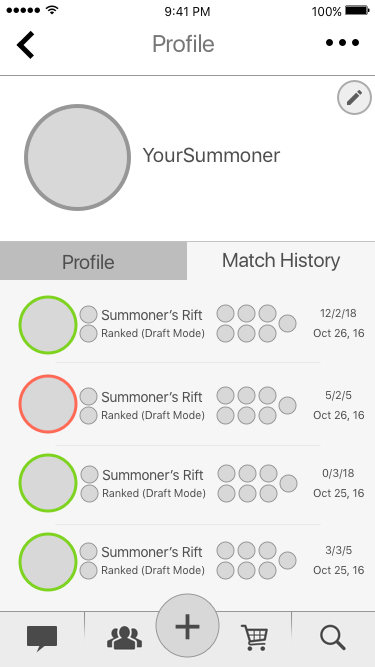 9:41 PM 100%
Profile
YourSummoner
Profile Match History
Summoner's Rift 12/2/18
Ranked (Draft Mode) Oct 26, 16
Summoner's Rift 5/2/5
Ranked (Draft Mode) Oct 26, 16
Summoner's Rift 0/3/18
Ranked (Draft Mode) Oct 25, 16
Summoner's Rift 3/3/5
Ranked (Draft Mode) Oct 25, 16